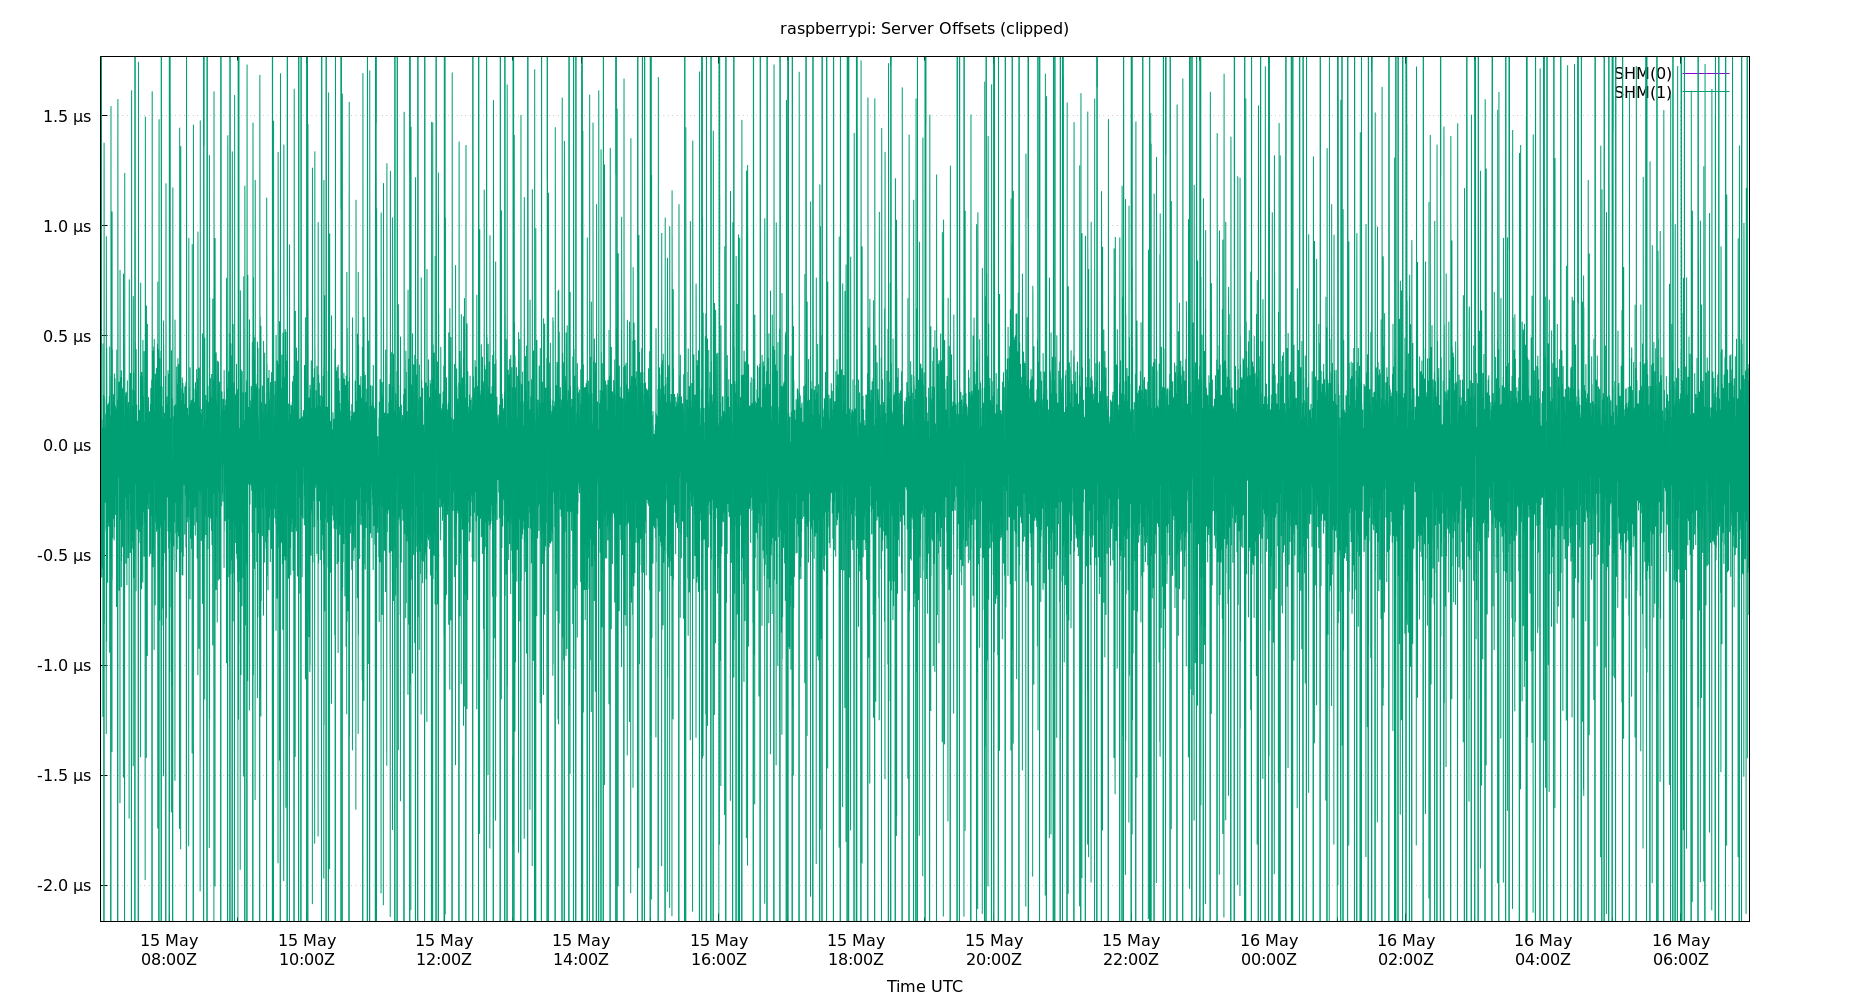 raspberrypi: Server Offsets (clipped)
SHM(0)
SHM(1)
1.5 µs
1.0 µs
0.5 µs
0.0 µs
-0.5 µs
-1.0 µs
-1.5 µs
-2.0 µs
15 May 15 May 15 May 15 May 15 May 15 May 15 May 15 May 16 May 16 May 16 May 16 May
08:00Z 10:00Z 12:00Z 14:00Z 16:00Z 18:00Z 20:00Z 22:00Z 00:00Z 02:00Z 04:00Z 06:00Z
Time UTC